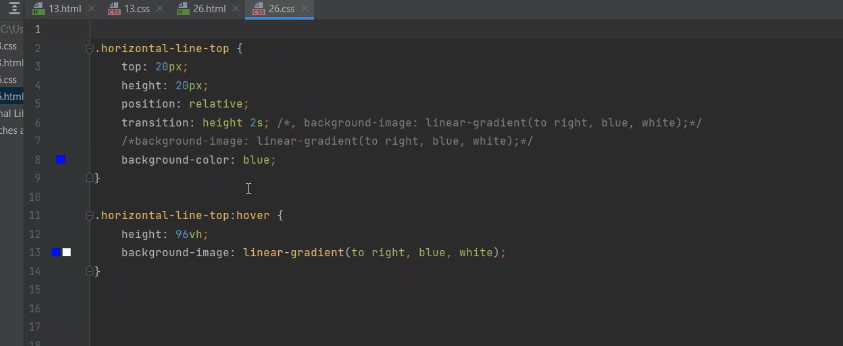 13.html 13.css 26.html 26.css
C:\Us
1
.css
2 .horizontal-line-top {
.html
3 top: 20px;
.css
4 height: 20px;
.html
5 position: relative;
nal Lil
6 transition: height 2s; /*, background-image: linear-gradient(to right, blue, white);*/
ches a
7 /*background-image: linear-gradient(to right, blue, white);*/
8 background-color: blue;
9 }
10
11 .horizontal-line-top:hover {
12 height: 96vh;
13 background-image: linear-gradient(to right, blue, white);
14 }
15
16
17
18